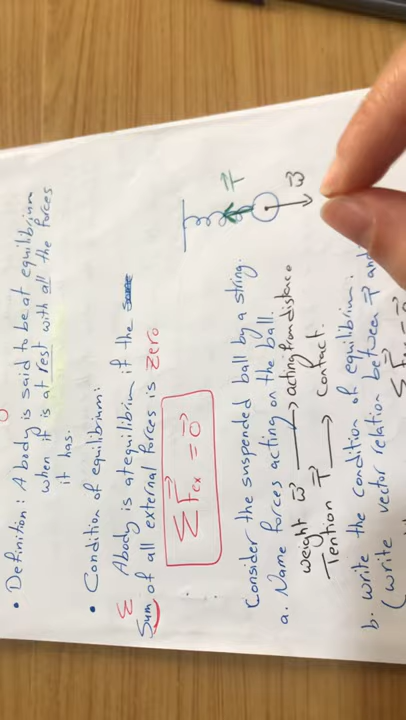 • Definition: A body is said to be at equilibrium
when it is at rest with all the forces
it has.
• Condition of equilibrium:
Σ A body is at equilibrium if the
Sum of all external forces is zero
ΣF⃗ex = 0⃗
T⃗
w⃗
Consider the suspended ball by a string.
a. Name forces acting on the ball.
weight w⃗ → acting from distance
Tention T⃗ → contact.
b. write the condition of equilibrium.
(write vector relation between T⃗ and